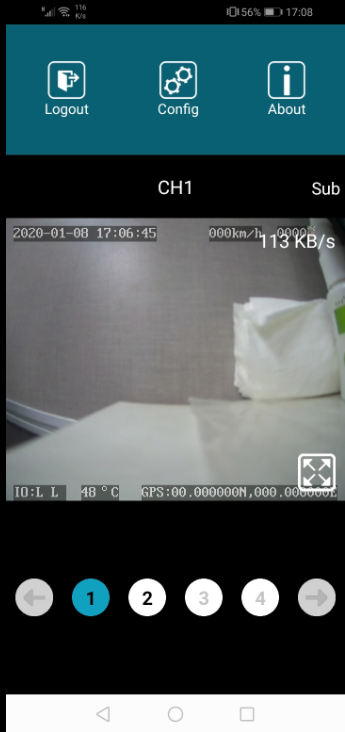 116
K/s
56%
17:08
Logout
Config
About
CH1
Sub
2020-01-08 17:06:45
000km/h
113 KB/s
IO:L L
48°C
GPS:00.000000N,000.000000E
1
2
3
4